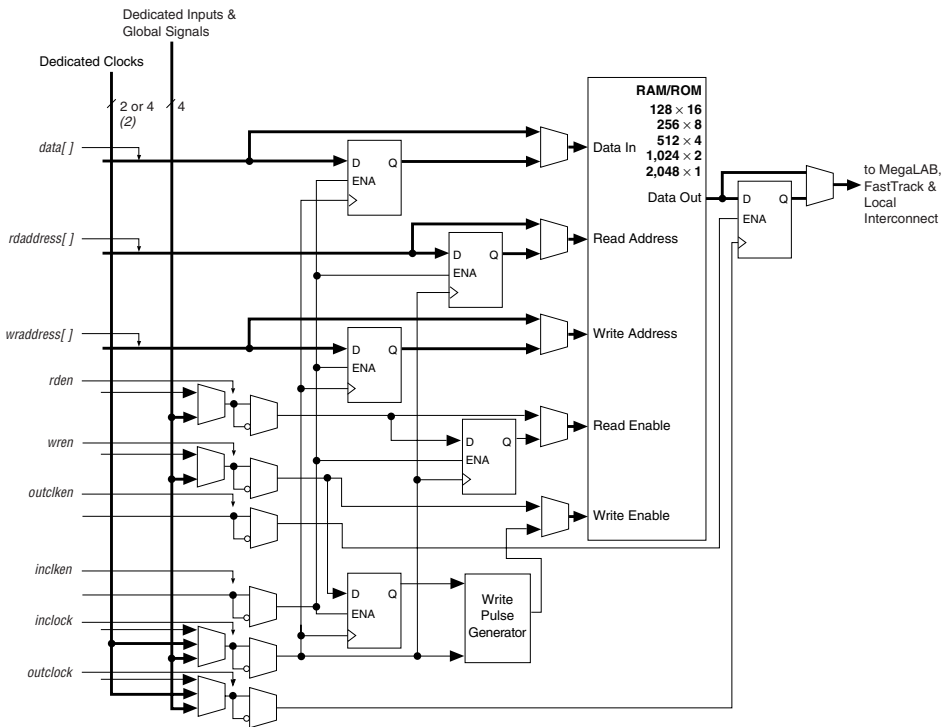 Dedicated Inputs &
Global Signals
Dedicated Clocks
2 or 4
(2)
4
data[ ]
rdaddress[ ]
wraddress[ ]
rden
wren
outclken
inclken
inclock
outclock
D Q
ENA
D Q
ENA
D Q
ENA
D Q
ENA
D Q
ENA
Write
Pulse
Generator
RAM/ROM
128 × 16
256 × 8
512 × 4
1,024 × 2
2,048 × 1
Data In
Data Out
Read Address
Write Address
Read Enable
Write Enable
D Q
ENA
to MegaLAB,
FastTrack &
Local
Interconnect